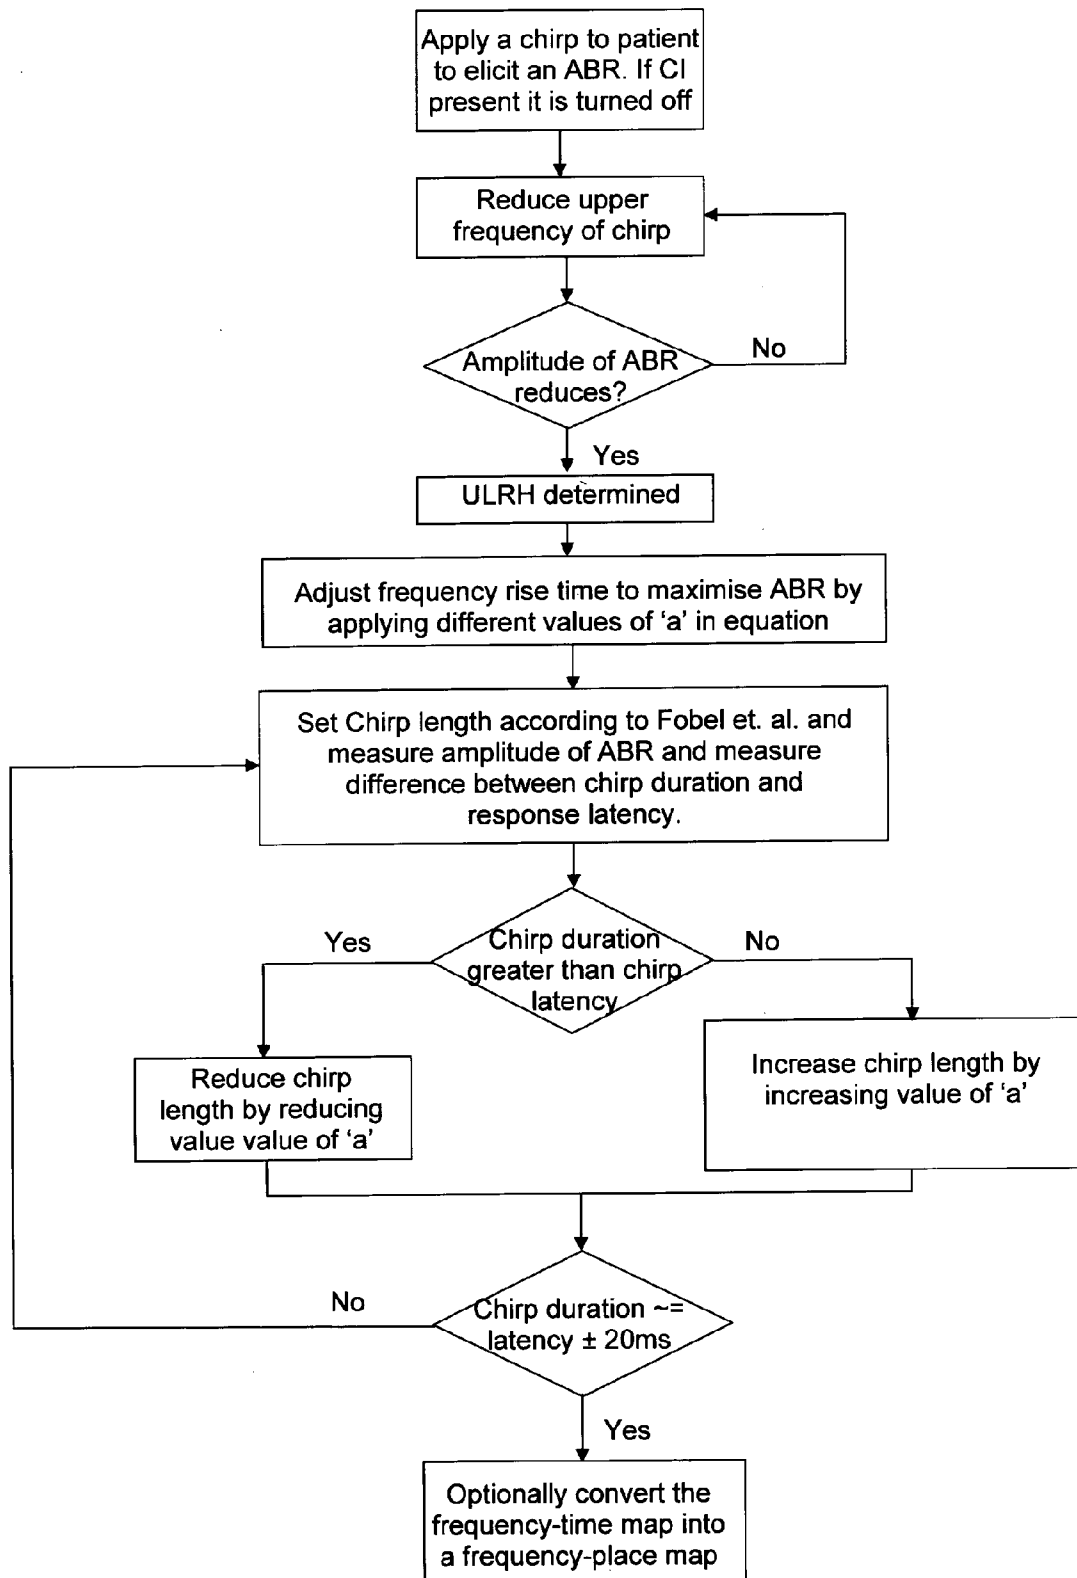 Apply a chirp to patient
to elicit an ABR. If CI
present it is turned off
Reduce upper
frequency of chirp
Amplitude of ABR
reduces?
No
Yes
ULRH determined
Adjust frequency rise time to maximise ABR by
applying different values of 'a' in equation
Set Chirp length according to Fobel et. al. and
measure amplitude of ABR and measure
difference between chirp duration and
response latency.
Chirp duration
greater than chirp
latency
Yes
No
Reduce chirp
length by reducing
value value of 'a'
Increase chirp length by
increasing value of 'a'
Chirp duration ~=
latency ± 20ms
No
Yes
Optionally convert the
frequency-time map into
a frequency-place map